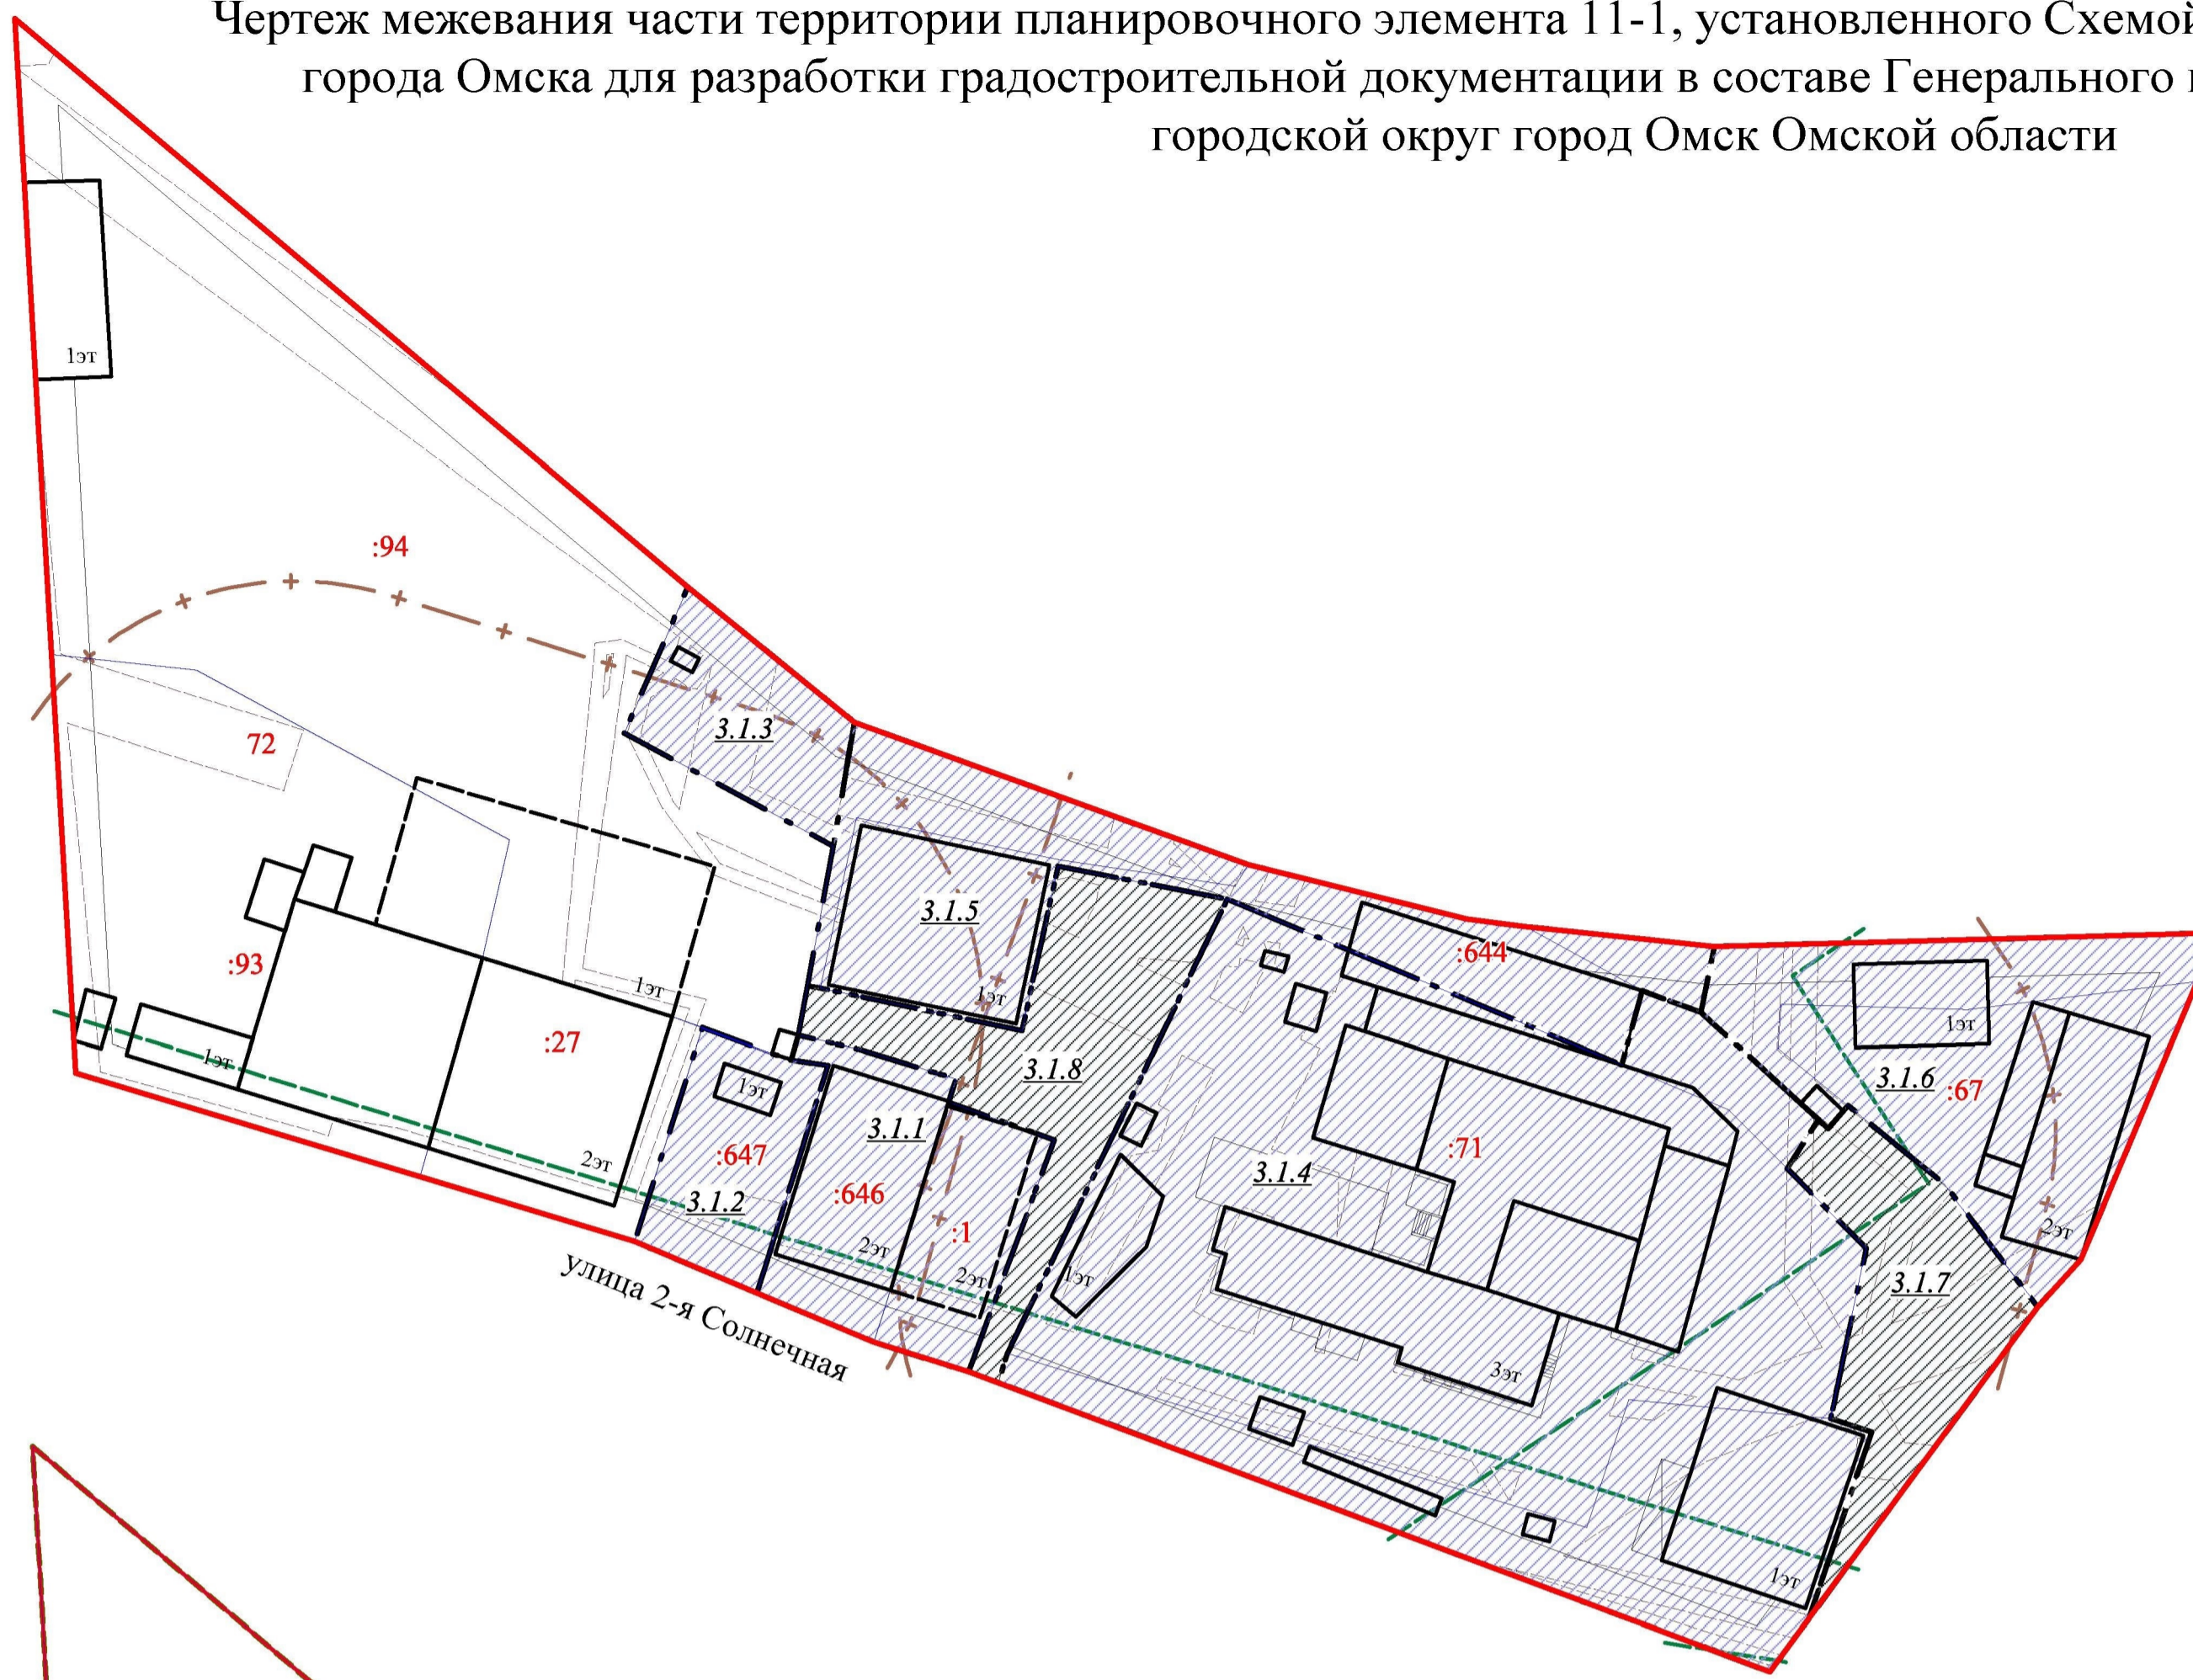 Чертеж межевания части территории планировочного элемента 11-1, установленного Схемой
города Омска для разработки градостроительной документации в составе Генерального
городской округ город Омск Омской области
1эт
:94
72
3.1.3
3.1.5
:644
:93
1эт
1эт
1эт
:27
1эт
3.1.8
3.1.6
:67
1эт
3.1.1
:71
:647
2эт
3.1.4
:646
3.1.2
:1
2эт
2эт
2эт
1эт
3.1.7
улица 2-я Солнечная
3эт
1эт